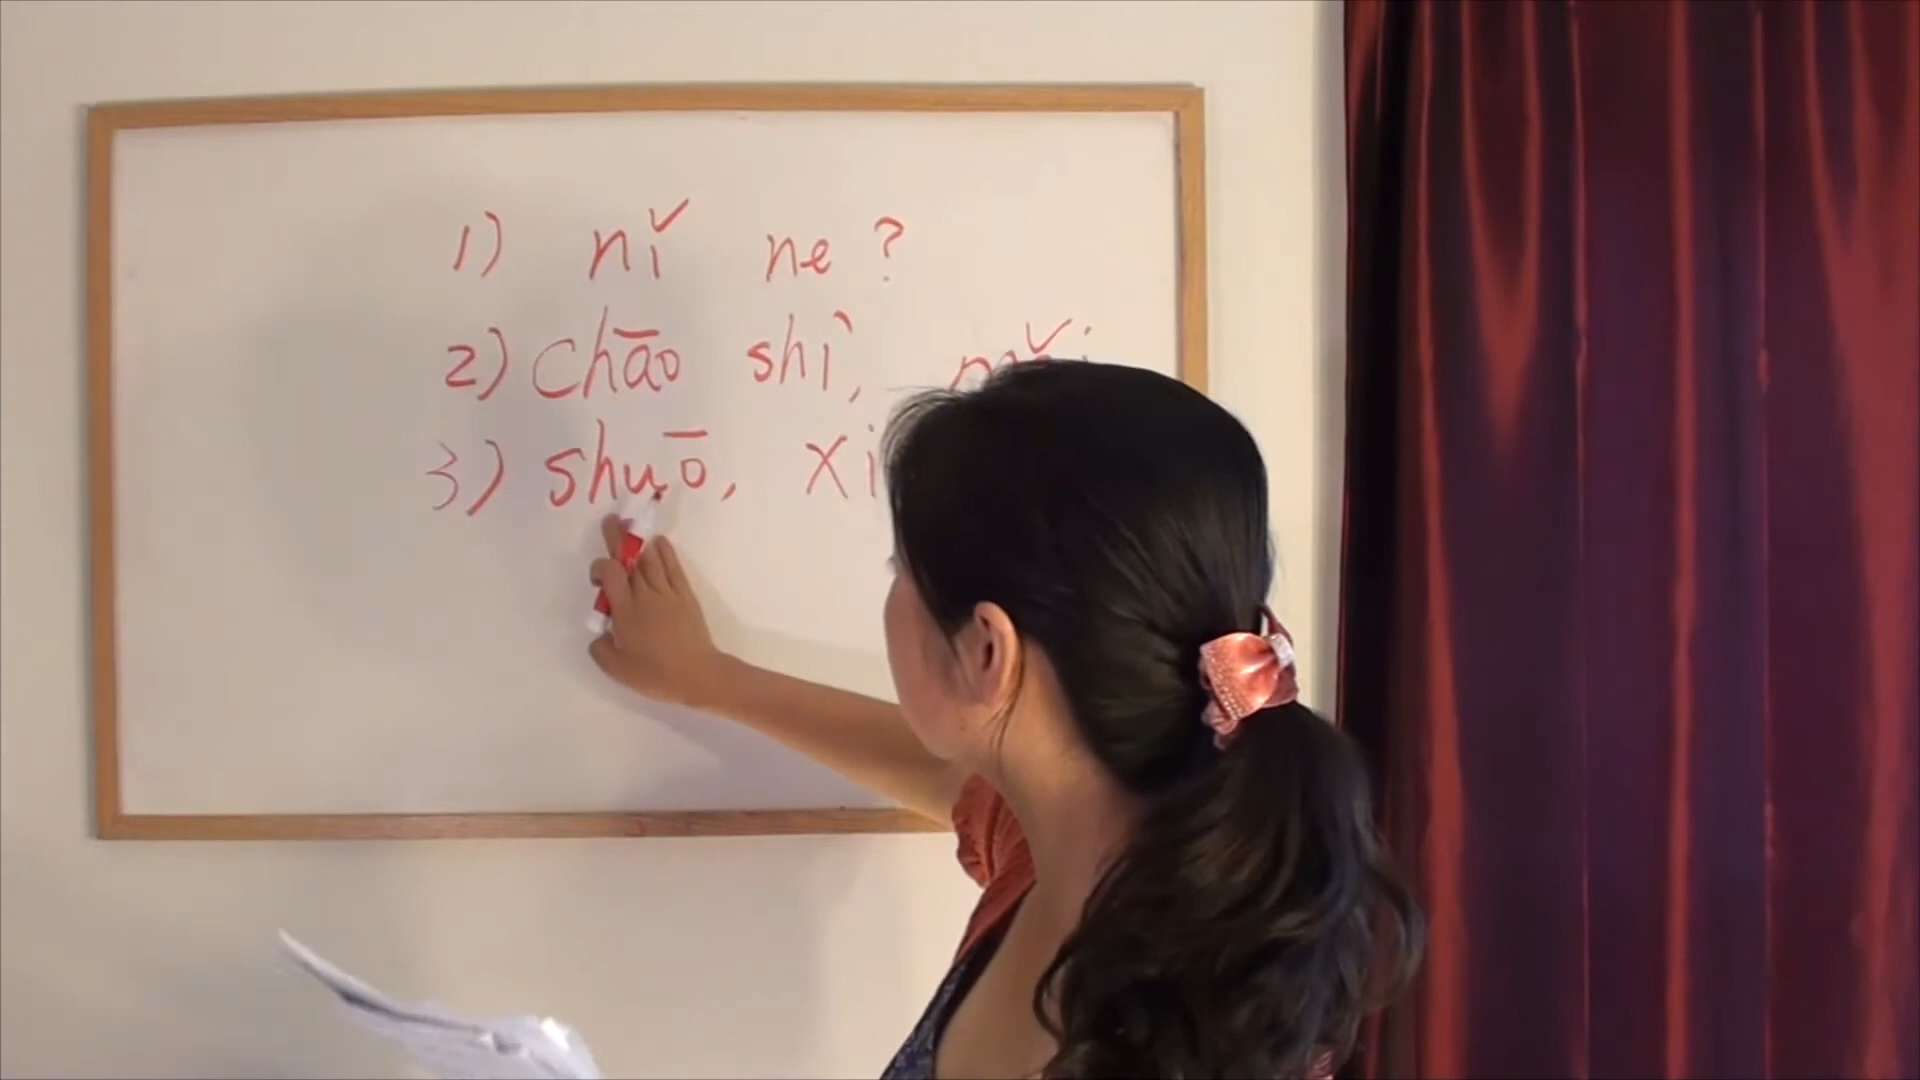 1) nǐ ne?
2) chāo shì,
3) shuō,